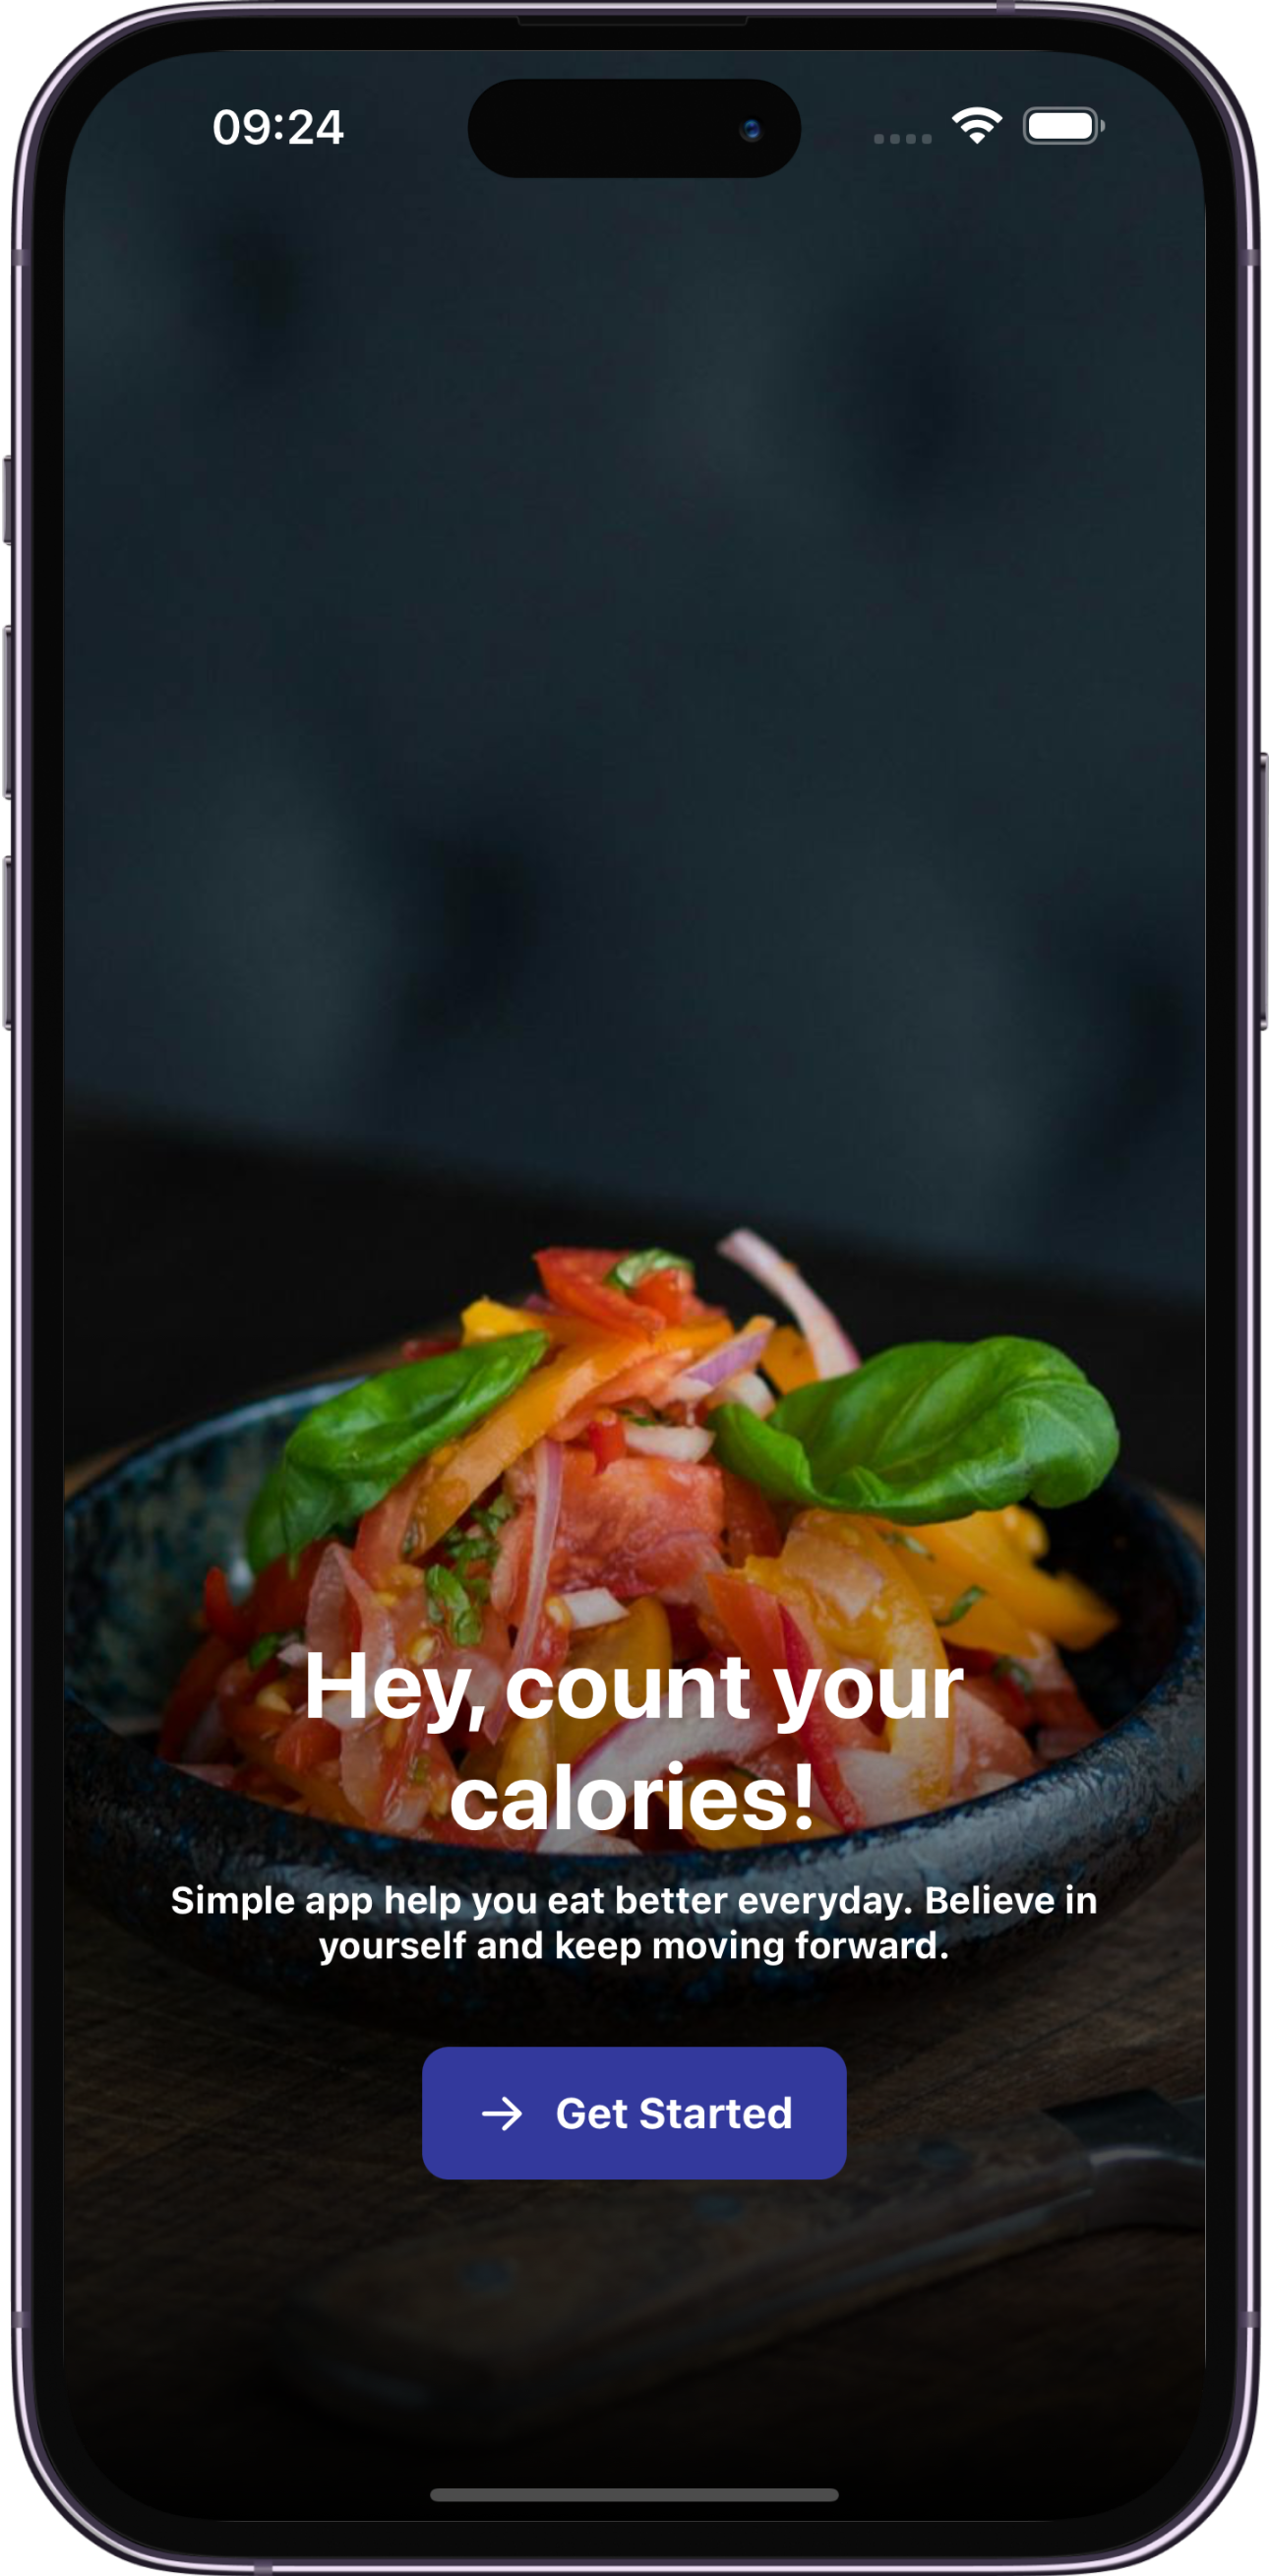 09:24
Hey, count your
calories!
Simple app help you eat better everyday. Believe in
yourself and keep moving forward.
Get Started